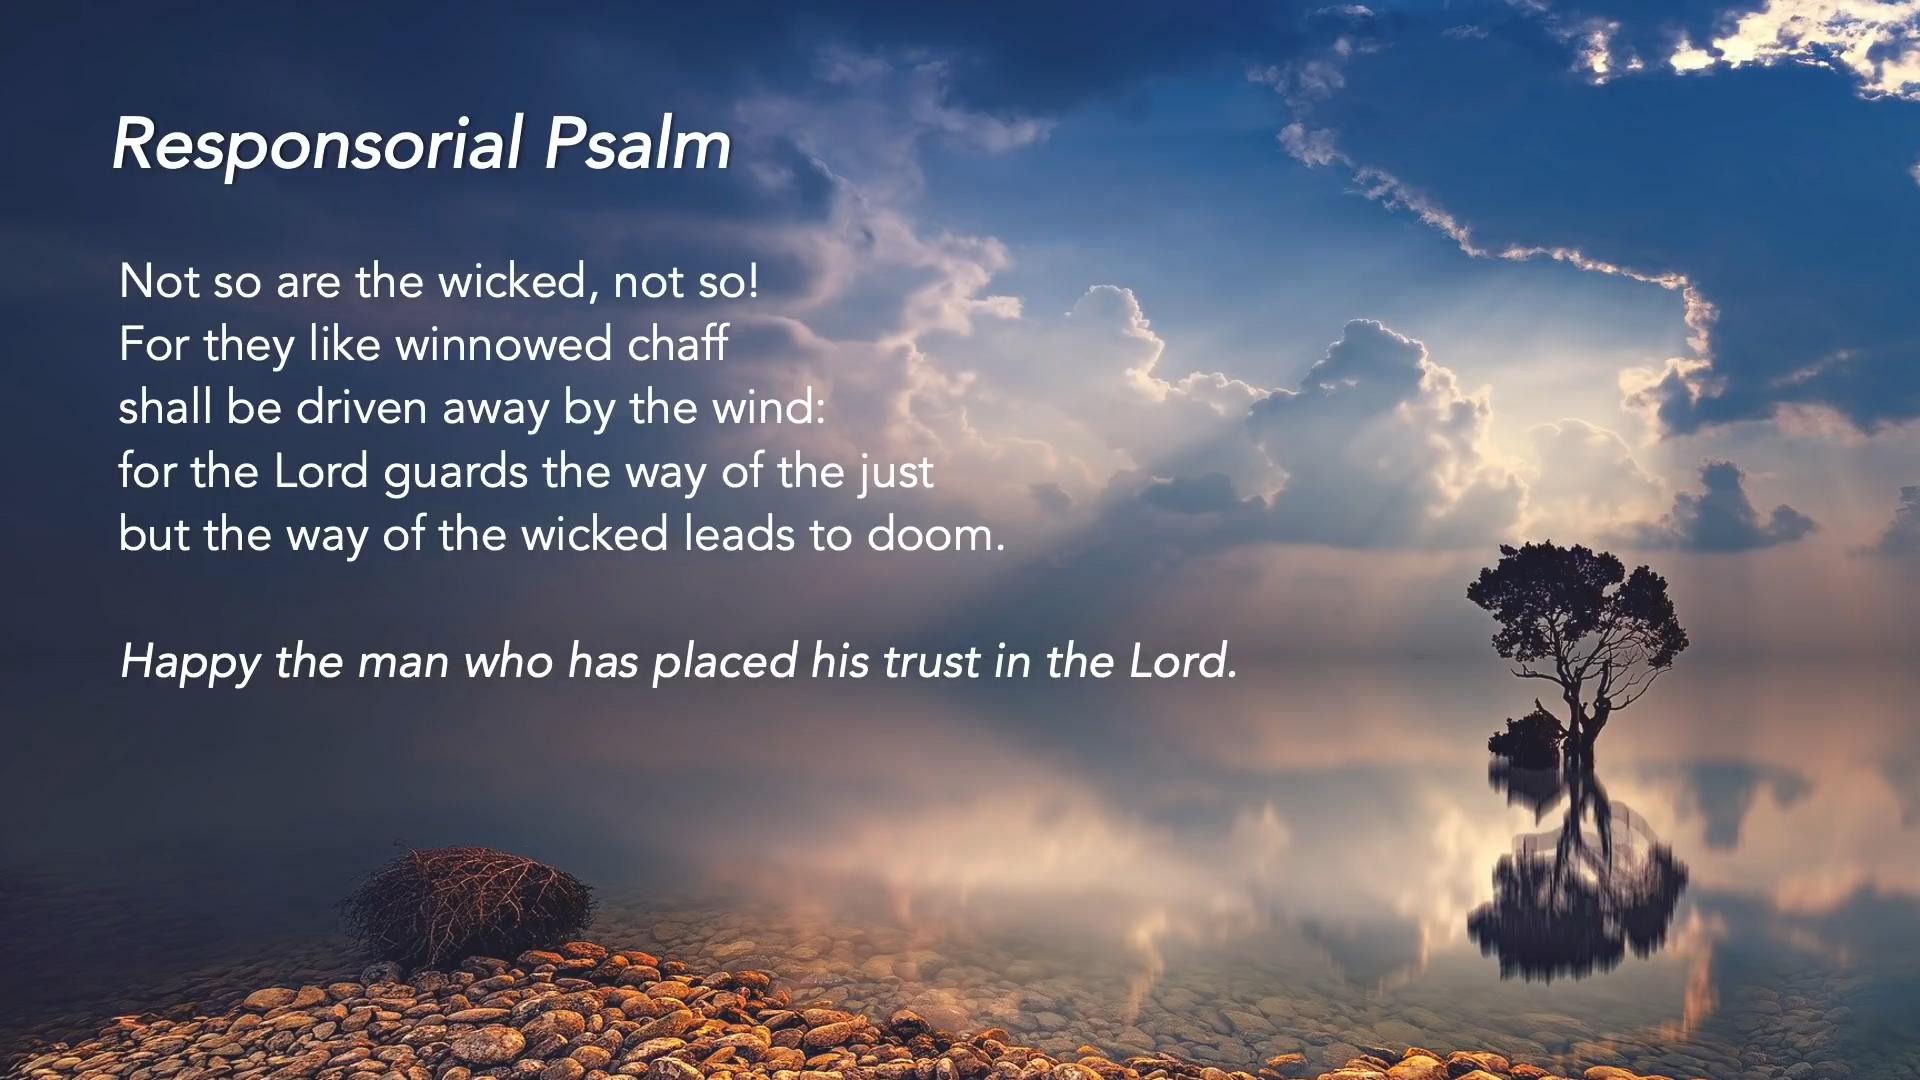 Responsorial Psalm
Not so are the wicked, not so!
For they like winnowed chaff
shall be driven away by the wind:
for the Lord guards the way of the just
but the way of the wicked leads to doom.
Happy the man who has placed his trust in the Lord.